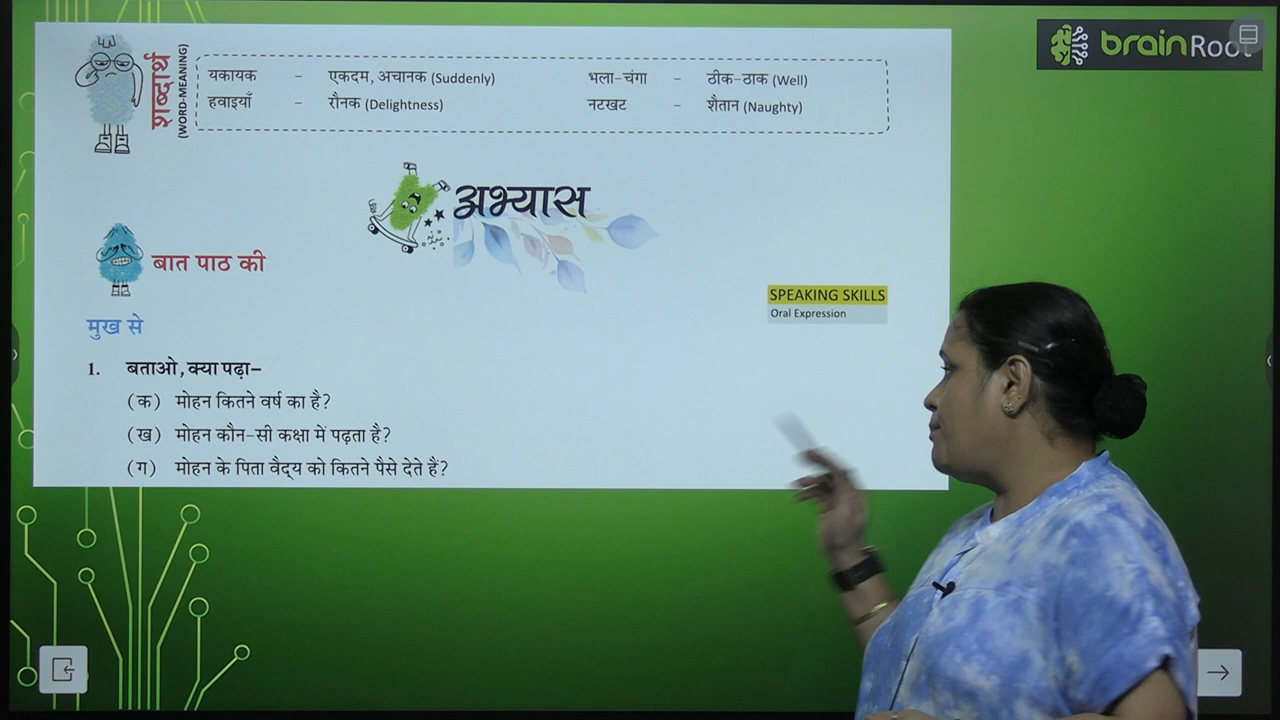 brainRoot
शब्दार्थ
(WORD-MEANING)
यकायक - एकदम, अचानक (Suddenly) भला-चंगा - ठीक-ठाक (Well)
हवाइयाँ - रौनक (Delightness) नटखट - शैतान (Naughty)
अभ्यास
बात पाठ की
SPEAKING SKILLS
Oral Expression
मुख से
1. बताओ, क्या पढ़ा–
(क) मोहन कितने वर्ष का है?
(ख) मोहन कौन-सी कक्षा में पढ़ता है?
(ग) मोहन के पिता वैद्य को कितने पैसे देते हैं?